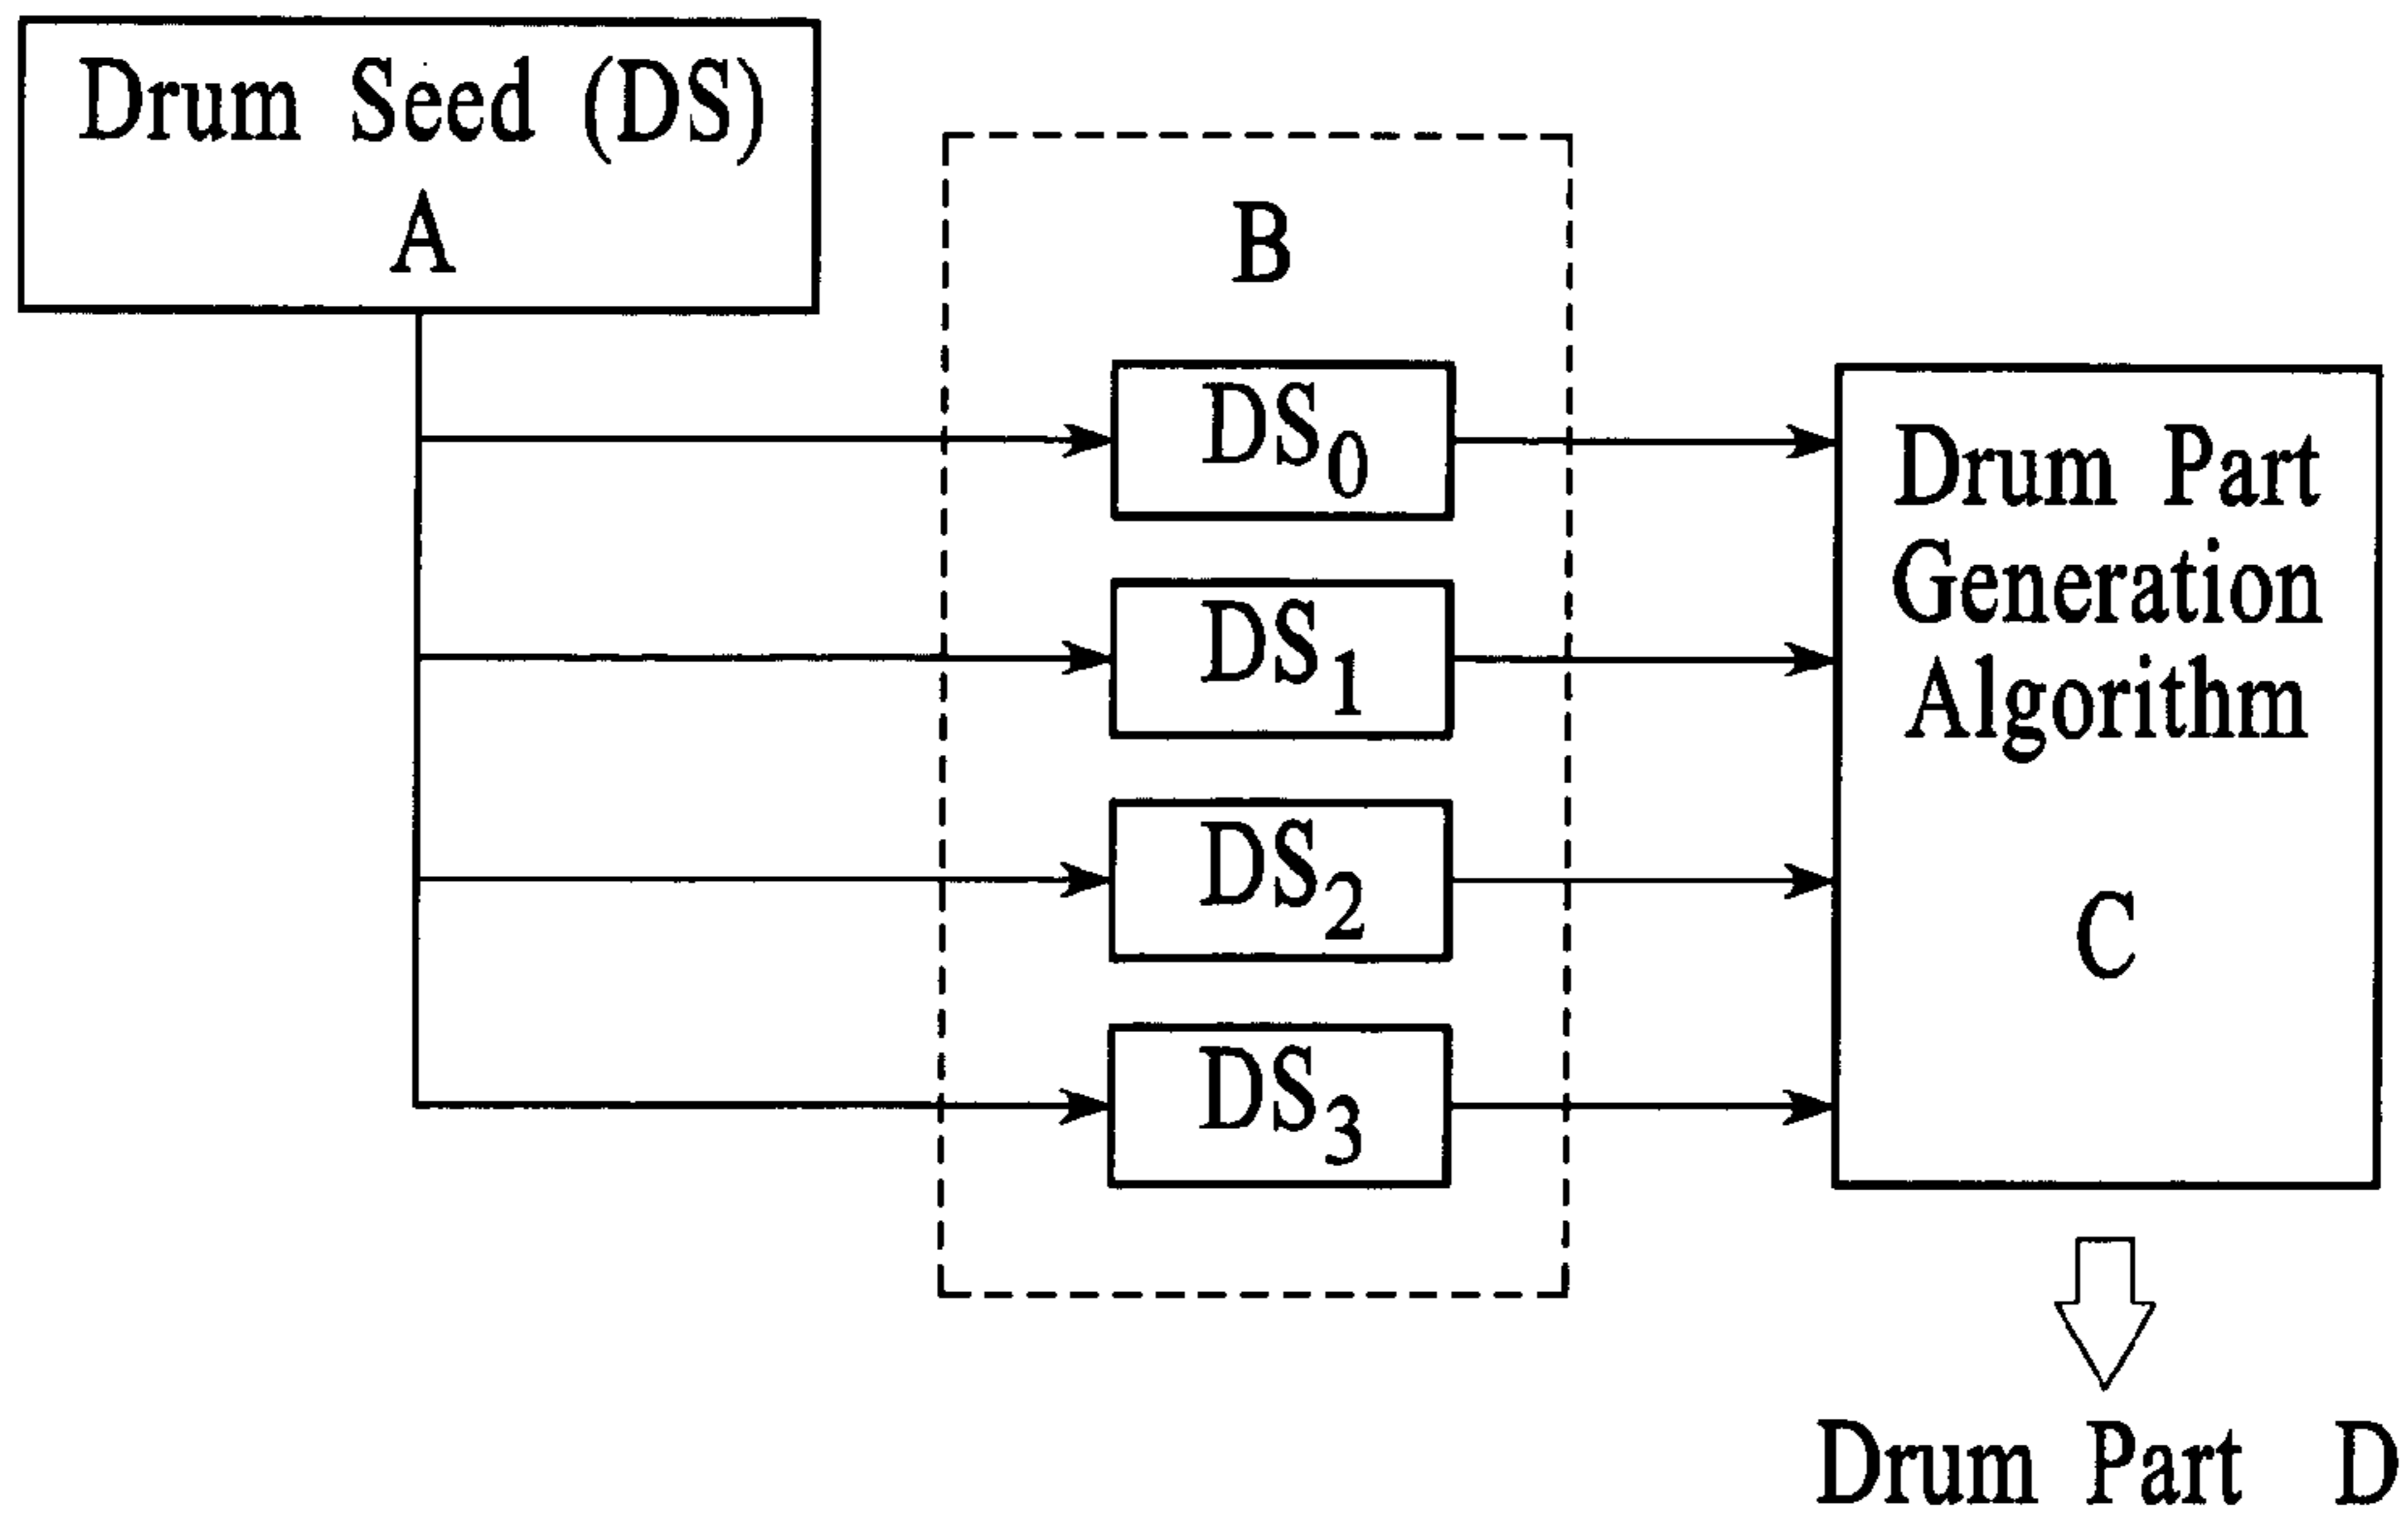 Drum Seed (DS)
A
B
DS0
DS1
DS2
DS3
Drum Part
Generation
Algorithm
C
Drum Part D